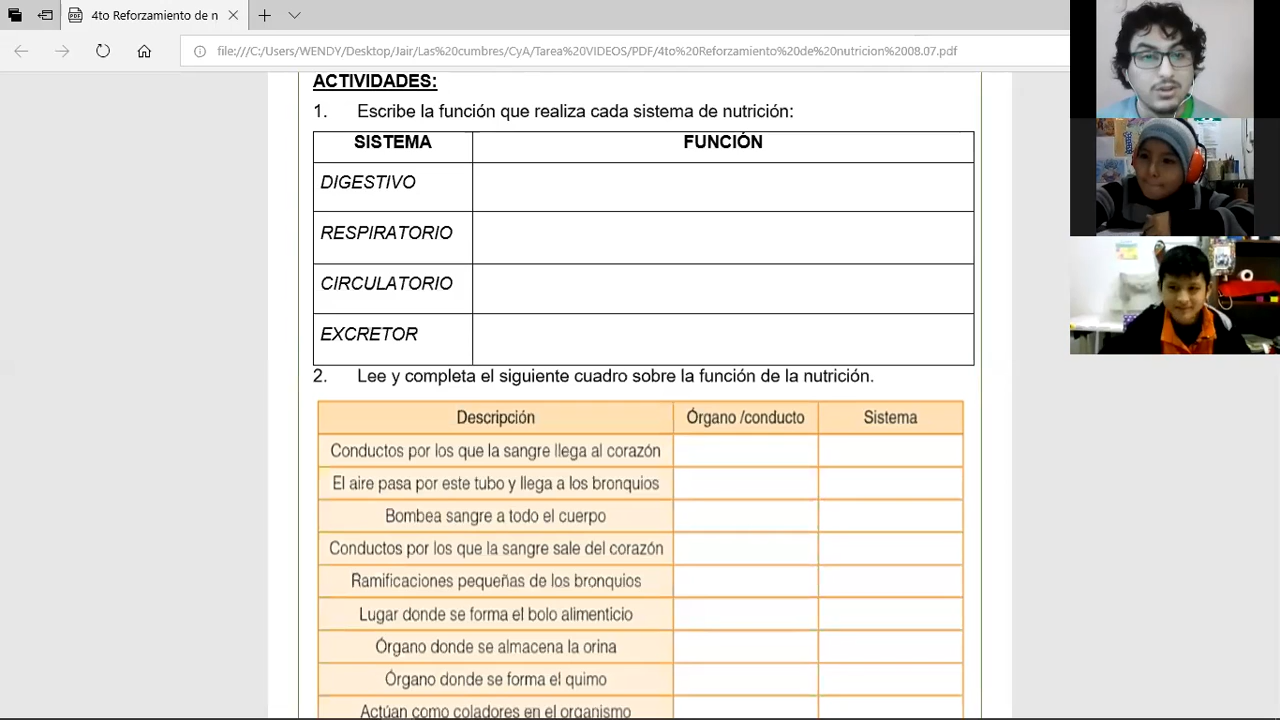 4to Reforzamiento de n
file:///C:/Users/WENDY/Desktop/Jair/Las%20cumbres/CyA/Tarea%20VIDEOS/PDF/4to%20Reforzamiento%20de%20nutricion%2008.07.pdf
ACTIVIDADES:
1. Escribe la función que realiza cada sistema de nutrición:
SISTEMA FUNCIÓN
DIGESTIVO
RESPIRATORIO
CIRCULATORIO
EXCRETOR
2. Lee y completa el siguiente cuadro sobre la función de la nutrición.
Descripción Órgano /conducto Sistema
Conductos por los que la sangre llega al corazón
El aire pasa por este tubo y llega a los bronquios
Bombea sangre a todo el cuerpo
Conductos por los que la sangre sale del corazón
Ramificaciones pequeñas de los bronquios
Lugar donde se forma el bolo alimenticio
Órgano donde se almacena la orina
Órgano donde se forma el quimo
Actúan como coladores en el organismo